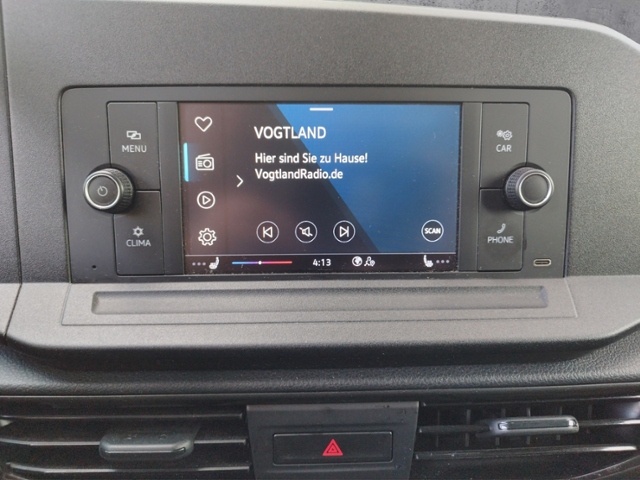 MENU
CLIMA
VOGTLAND
Hier sind Sie zu Hause!
VogtlandRadio.de
SCAN
4:13
CAR
PHONE